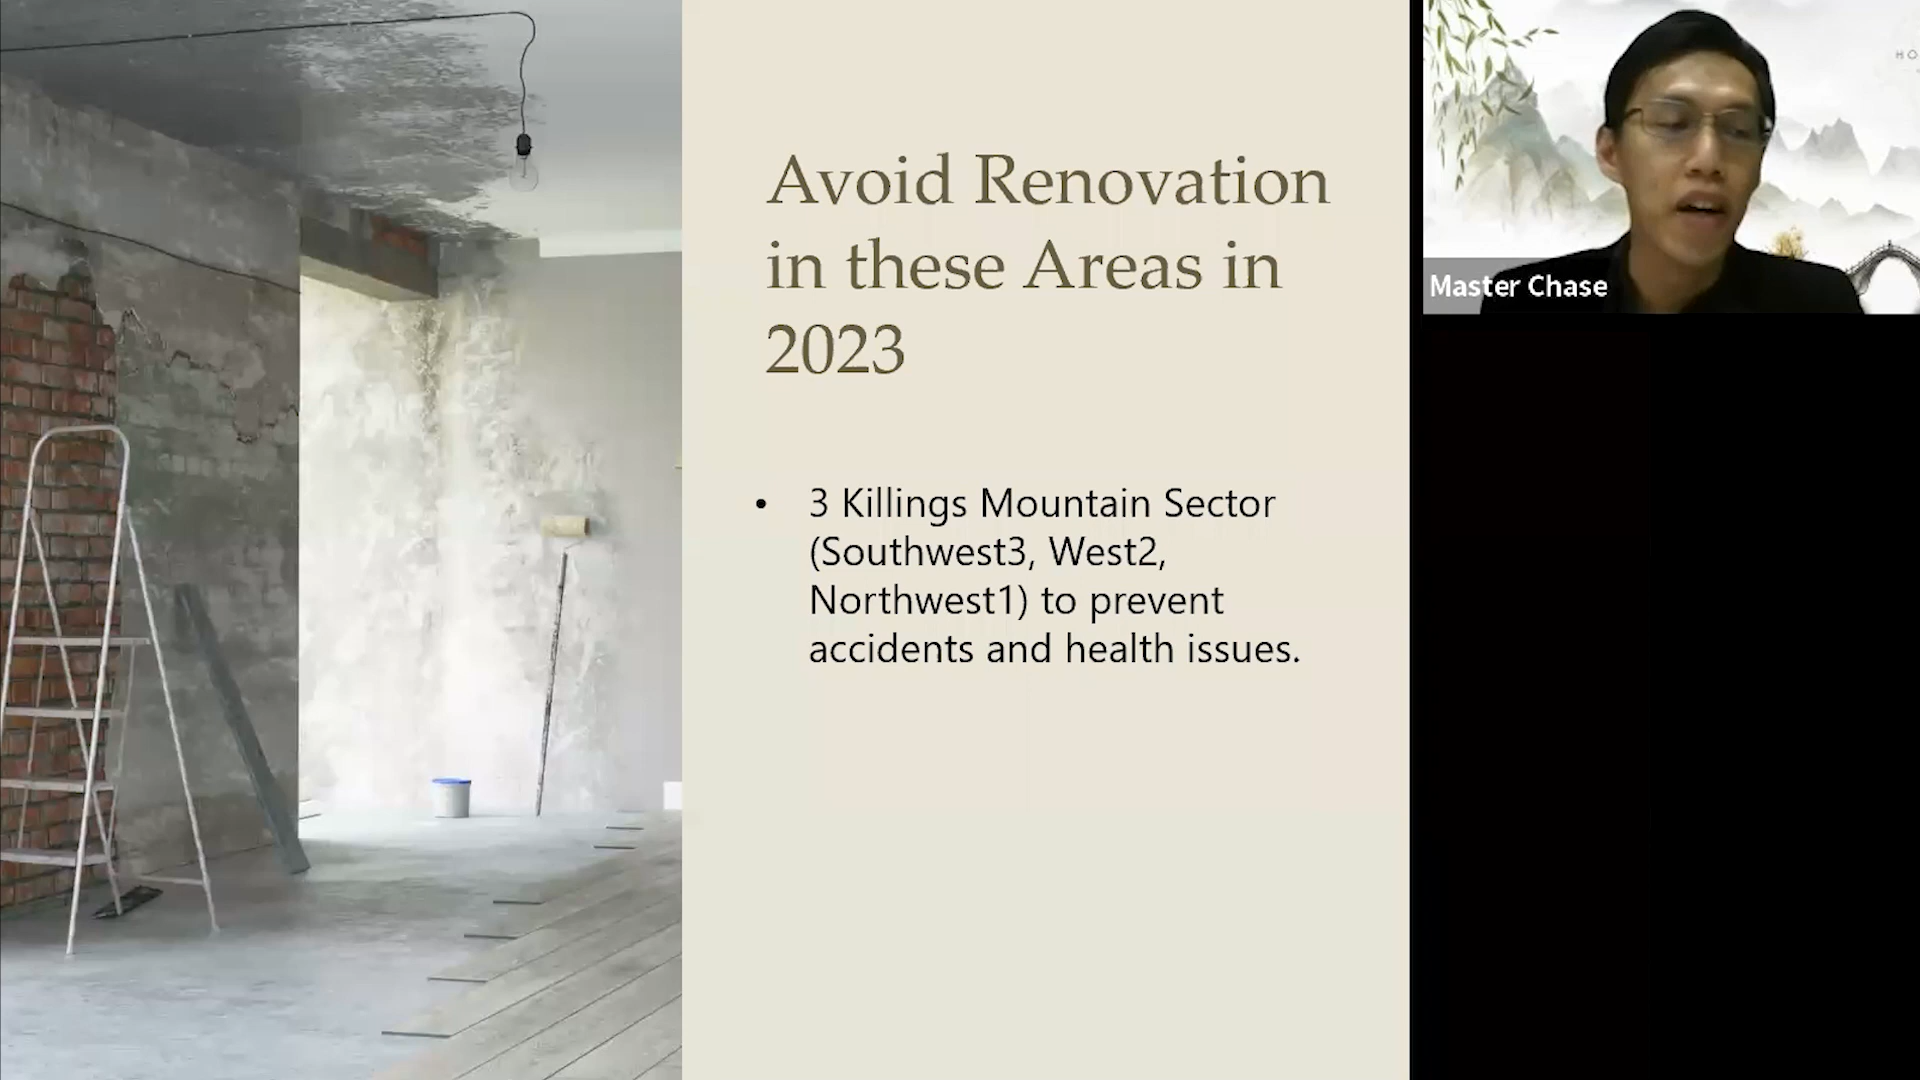 Avoid Renovation
in these Areas in
2023
• 3 Killings Mountain Sector
(Southwest3, West2,
Northwest1) to prevent
accidents and health issues.
Master Chase